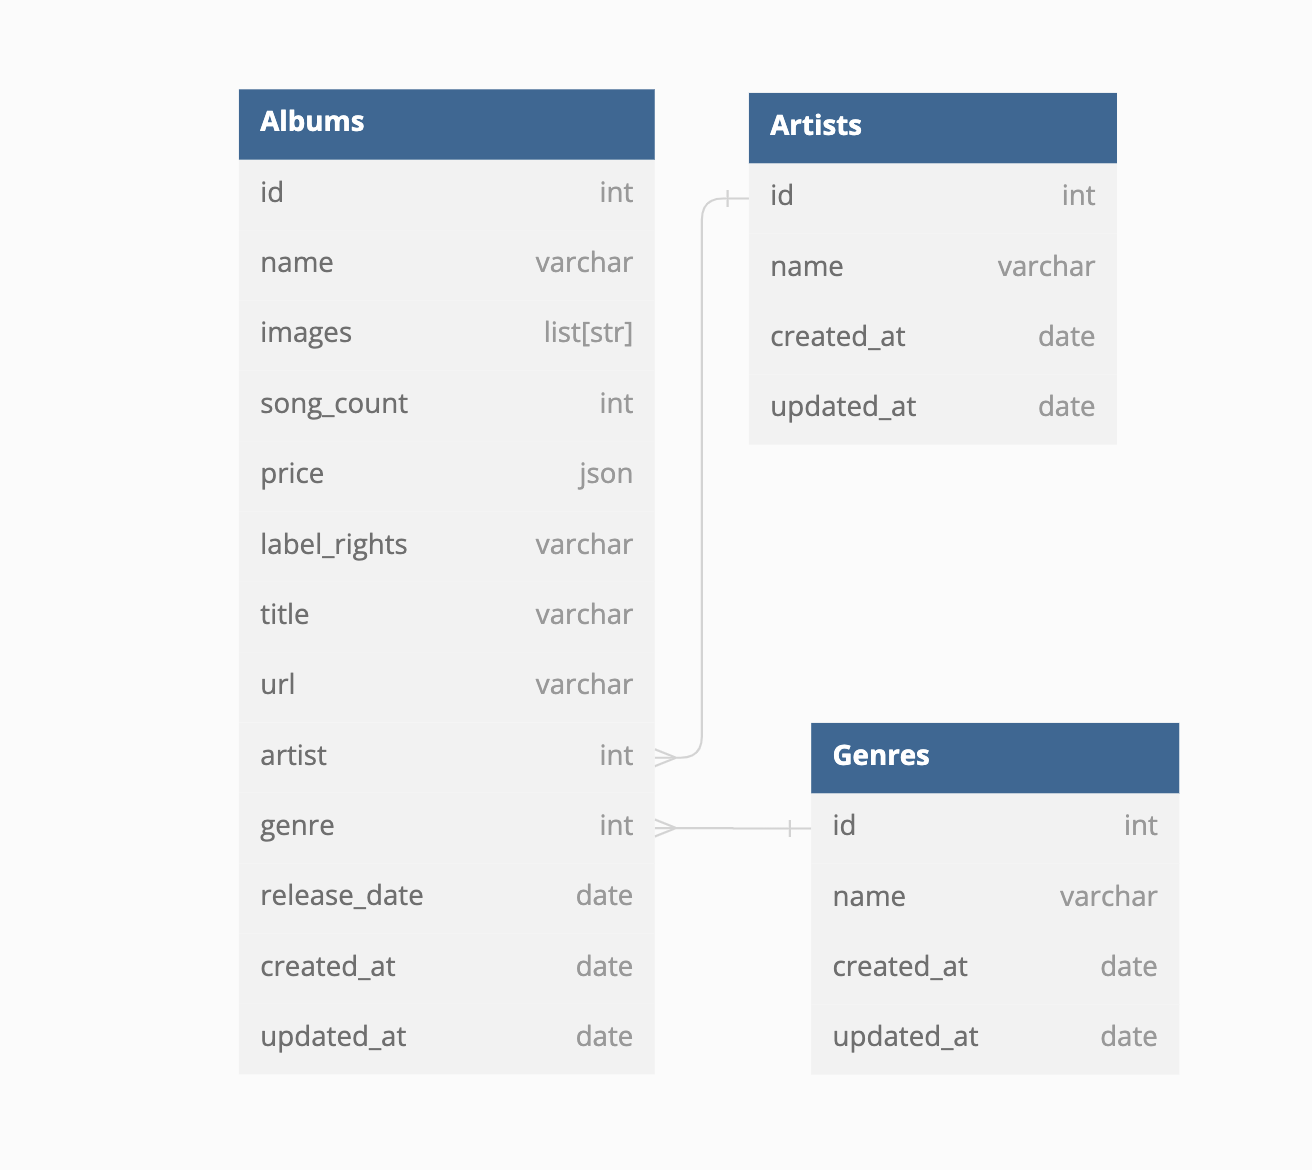 Albums
id int
name varchar
images list[str]
song_count int
price json
label_rights varchar
title varchar
url varchar
artist int
genre int
release_date date
created_at date
updated_at date
Artists
id int
name varchar
created_at date
updated_at date
Genres
id int
name varchar
created_at date
updated_at date